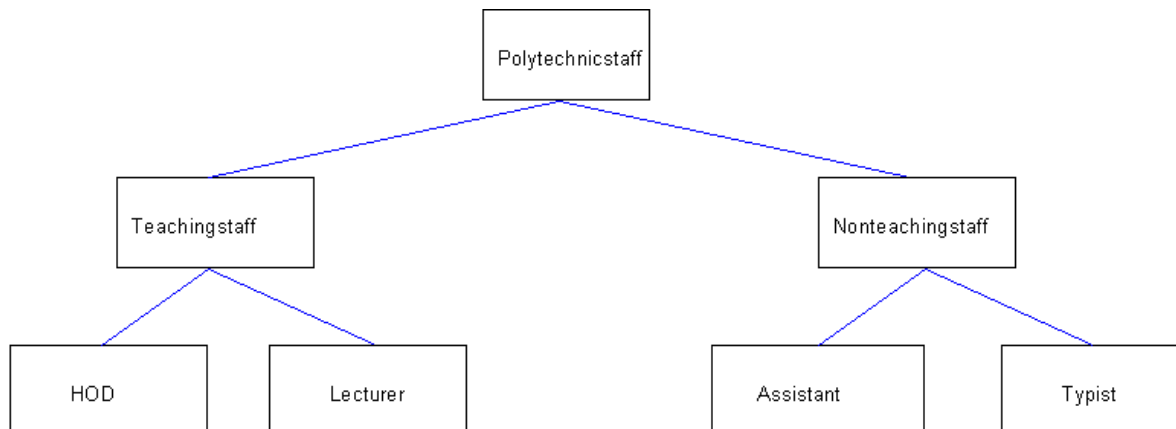 Polytechnicstaff
Teachingstaff
Nonteachingstaff
HOD
Lecturer
Assistant
Typist